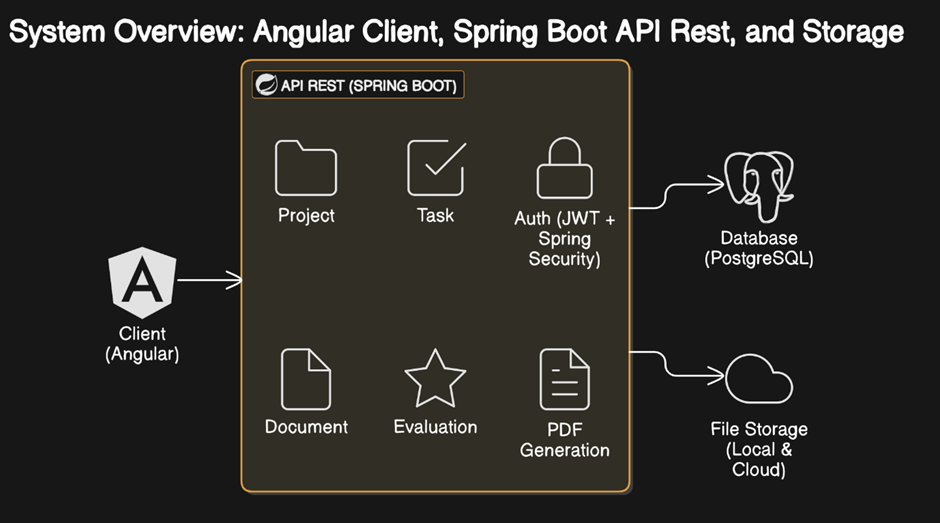 System Overview: Angular Client, Spring Boot API Rest, and Storage
API REST (SPRING BOOT)
Project
Task
Auth (JWT +
Spring
Security)
Database
(PostgreSQL)
A
Client
(Angular)
Document
Evaluation
PDF
Generation
File Storage
(Local &
Cloud)